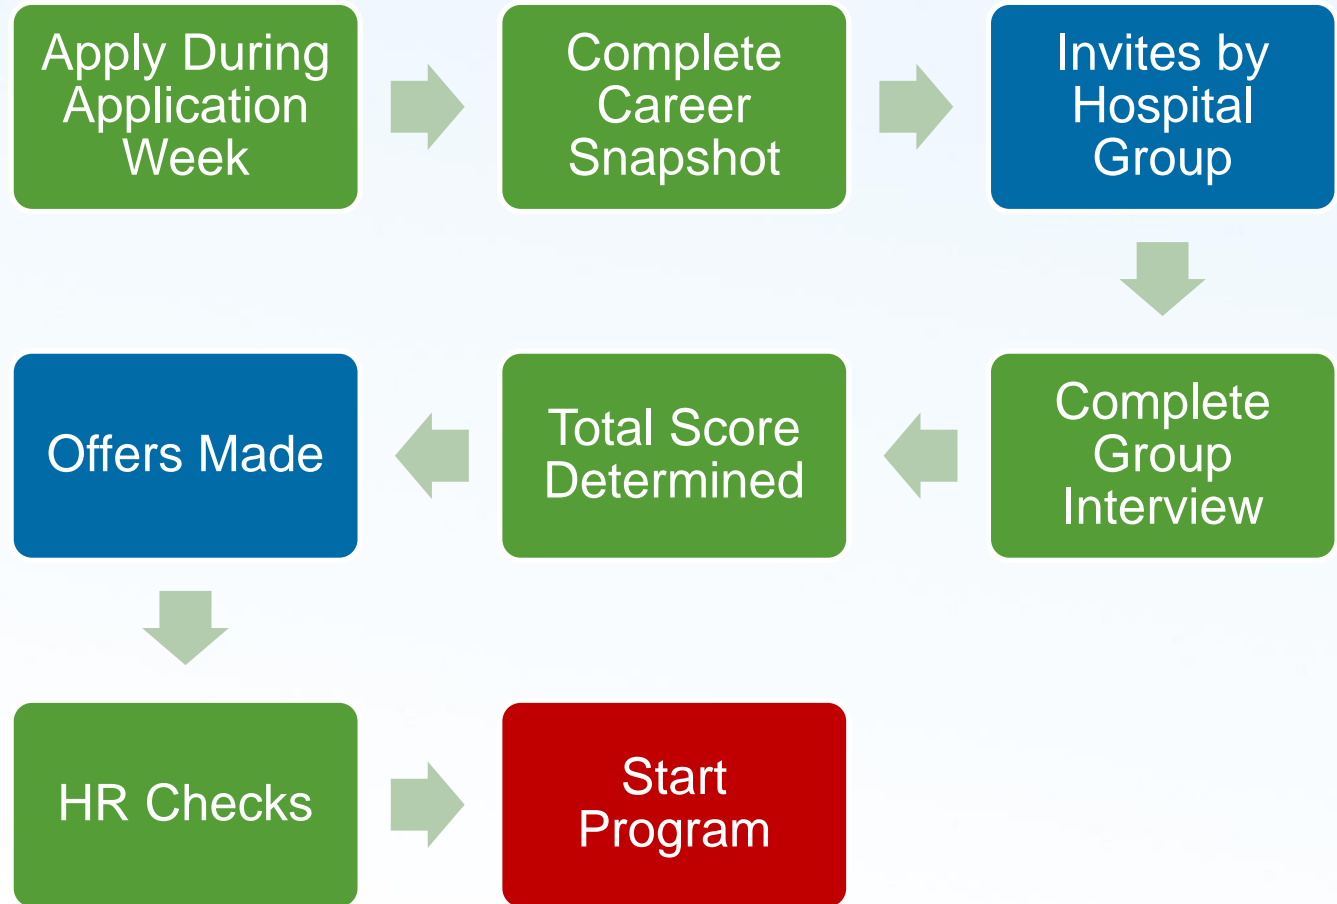 Apply During
Application
Week
Complete
Career
Snapshot
Invites by
Hospital
Group
Complete
Group
Interview
Total Score
Determined
Offers Made
HR Checks
Start
Program